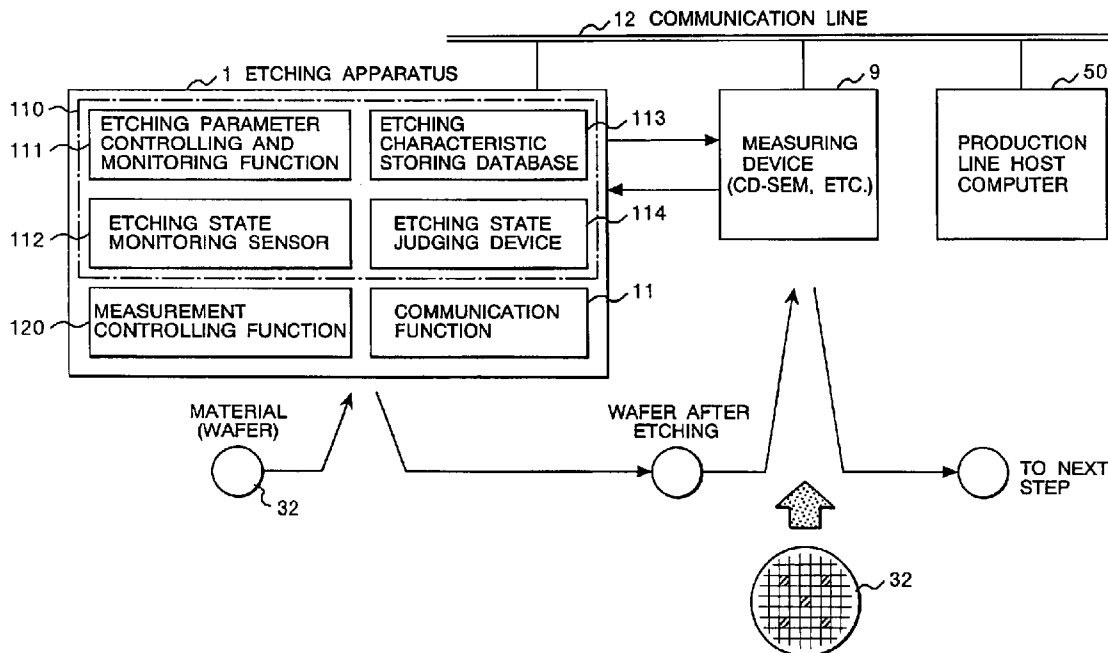 12 COMMUNICATION LINE
1 ETCHING APPARATUS
9
50
110
111
ETCHING PARAMETER
CONTROLLING AND
MONITORING FUNCTION
ETCHING
CHARACTERISTIC
STORING DATABASE
113
MEASURING
DEVICE
(CD-SEM, ETC.)
PRODUCTION
LINE HOST
COMPUTER
112
ETCHING STATE
MONITORING SENSOR
ETCHING STATE
JUDGING DEVICE
114
120
MEASUREMENT
CONTROLLING FUNCTION
COMMUNICATION
FUNCTION
11
MATERIAL
(WAFER)
32
WAFER AFTER
ETCHING
TO NEXT
STEP
32